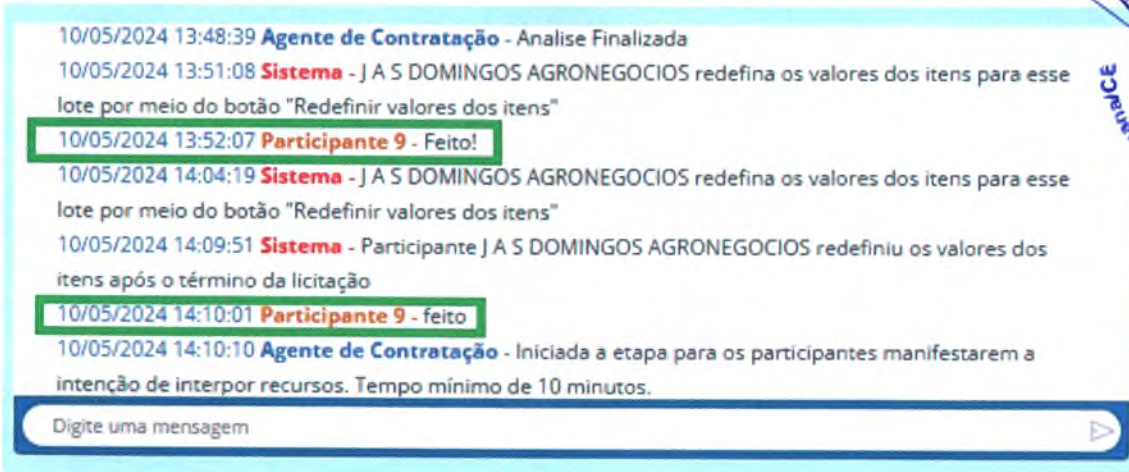 10/05/2024 13:48:39 Agente de Contratação - Analise Finalizada
10/05/2024 13:51:08 Sistema - J A S DOMINGOS AGRONEGOCIOS redefina os valores dos itens para esse
lote por meio do botão "Redefinir valores dos itens"
10/05/2024 13:52:07 Participante 9 - Feito!
10/05/2024 14:04:19 Sistema - J A S DOMINGOS AGRONEGOCIOS redefina os valores dos itens para esse
lote por meio do botão "Redefinir valores dos itens"
10/05/2024 14:09:51 Sistema - Participante J A S DOMINGOS AGRONEGOCIOS redefiniu os valores dos
itens após o término da licitação
10/05/2024 14:10:01 Participante 9 - feito
10/05/2024 14:10:10 Agente de Contratação - Iniciada a etapa para os participantes manifestarem a
intenção de interpor recursos. Tempo mínimo de 10 minutos.
Digite uma mensagem